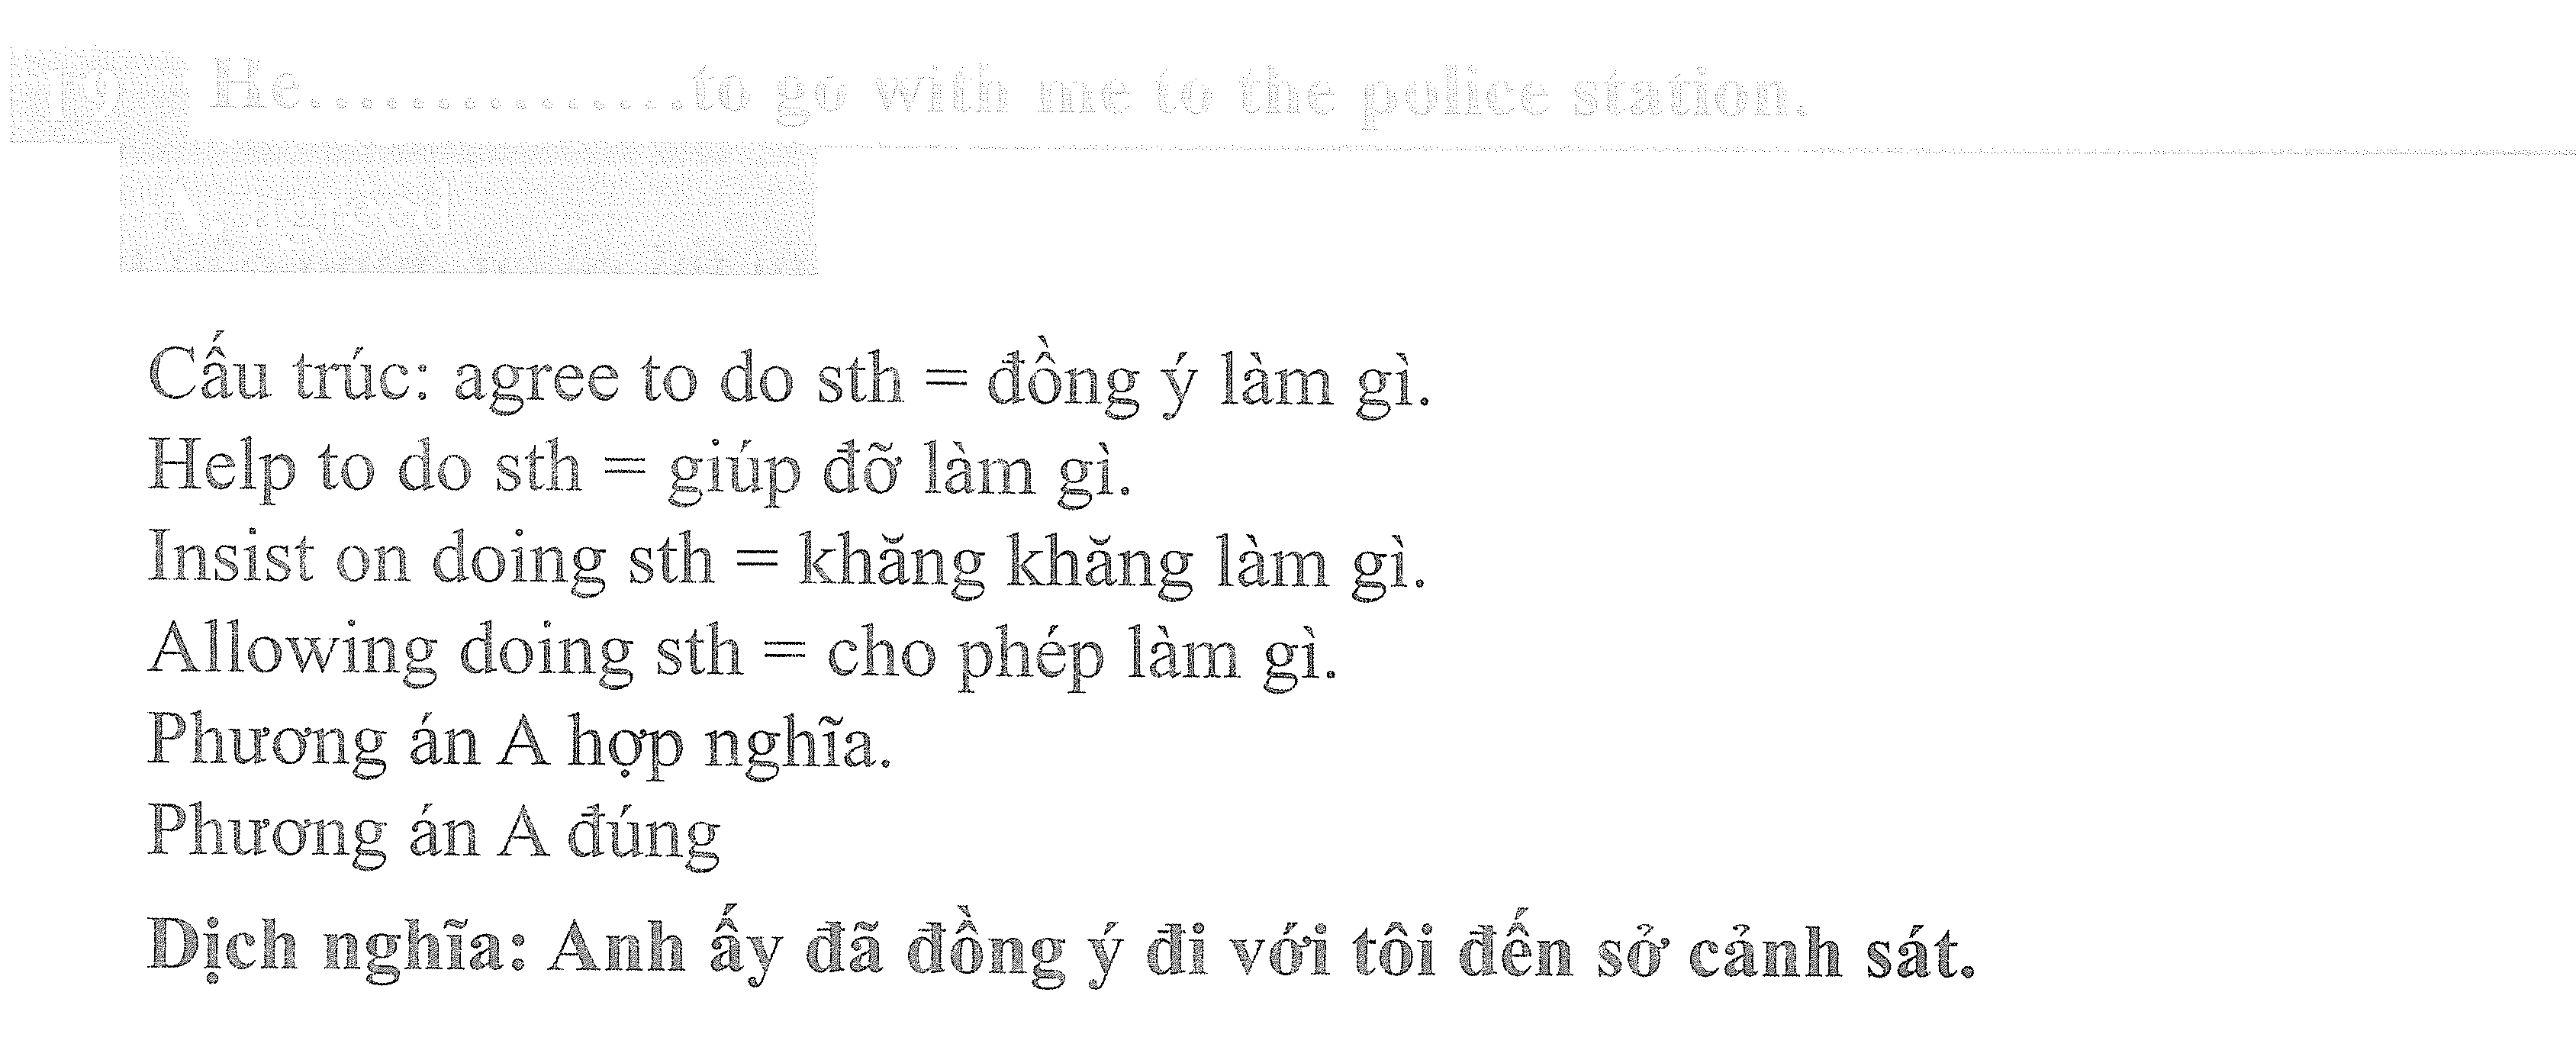 19 He...............to go with me to the police station.
A. agreed
Cấu trúc: agree to do sth = đồng ý làm gì.
Help to do sth = giúp đỡ làm gì.
Insist on doing sth = khăng khăng làm gì.
Allowing doing sth = cho phép làm gì.
Phương án A hợp nghĩa.
Phương án A đúng
Dịch nghĩa: Anh ấy đã đồng ý đi với tôi đến sở cảnh sát.